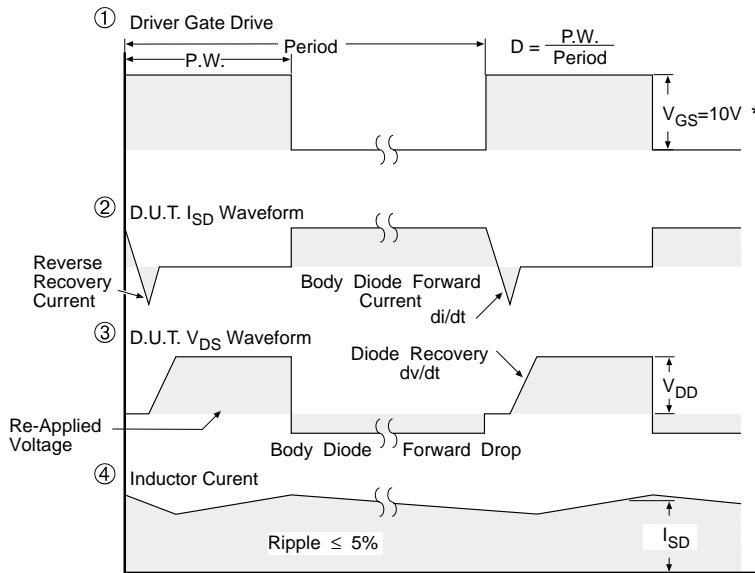 ① Driver Gate Drive
Period
P.W.
D = P.W. / Period
V_GS=10V *
② D.U.T. I_SD Waveform
Reverse
Recovery
Current
Body Diode Forward
Current
di/dt
③ D.U.T. V_DS Waveform
Diode Recovery
dv/dt
V_DD
Re-Applied
Voltage
Body Diode Forward Drop
④ Inductor Curent
Ripple ≤ 5%
I_SD